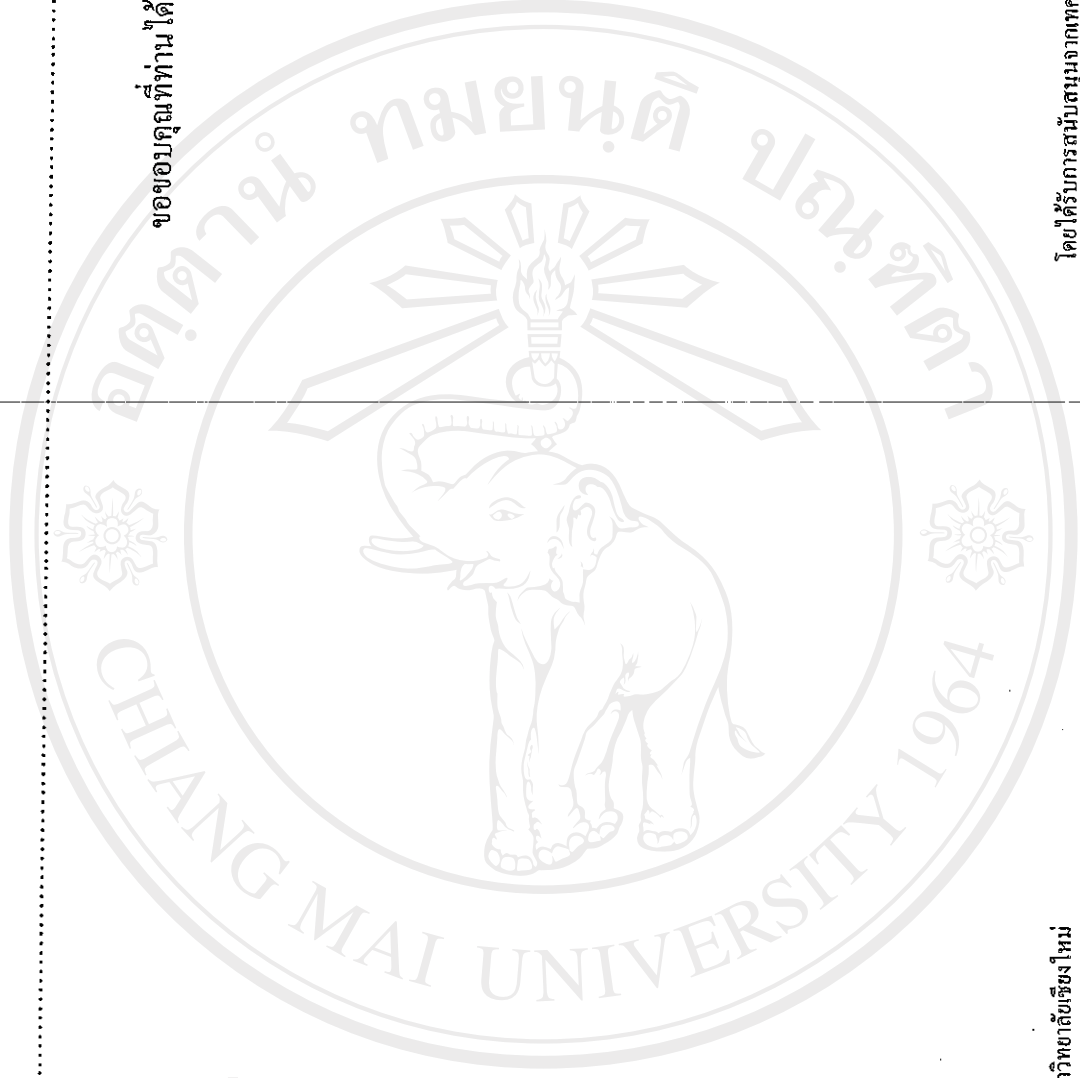 ขอขอบคุณที่ท่านได้
โดยได้รับการสนับสนุนจากเทศ
วิทยาลัยเชียงใหม่
อตฺตานํ ทมยนฺติ ปณฺฑิตา
CHIANG MAI UNIVERSITY 1964